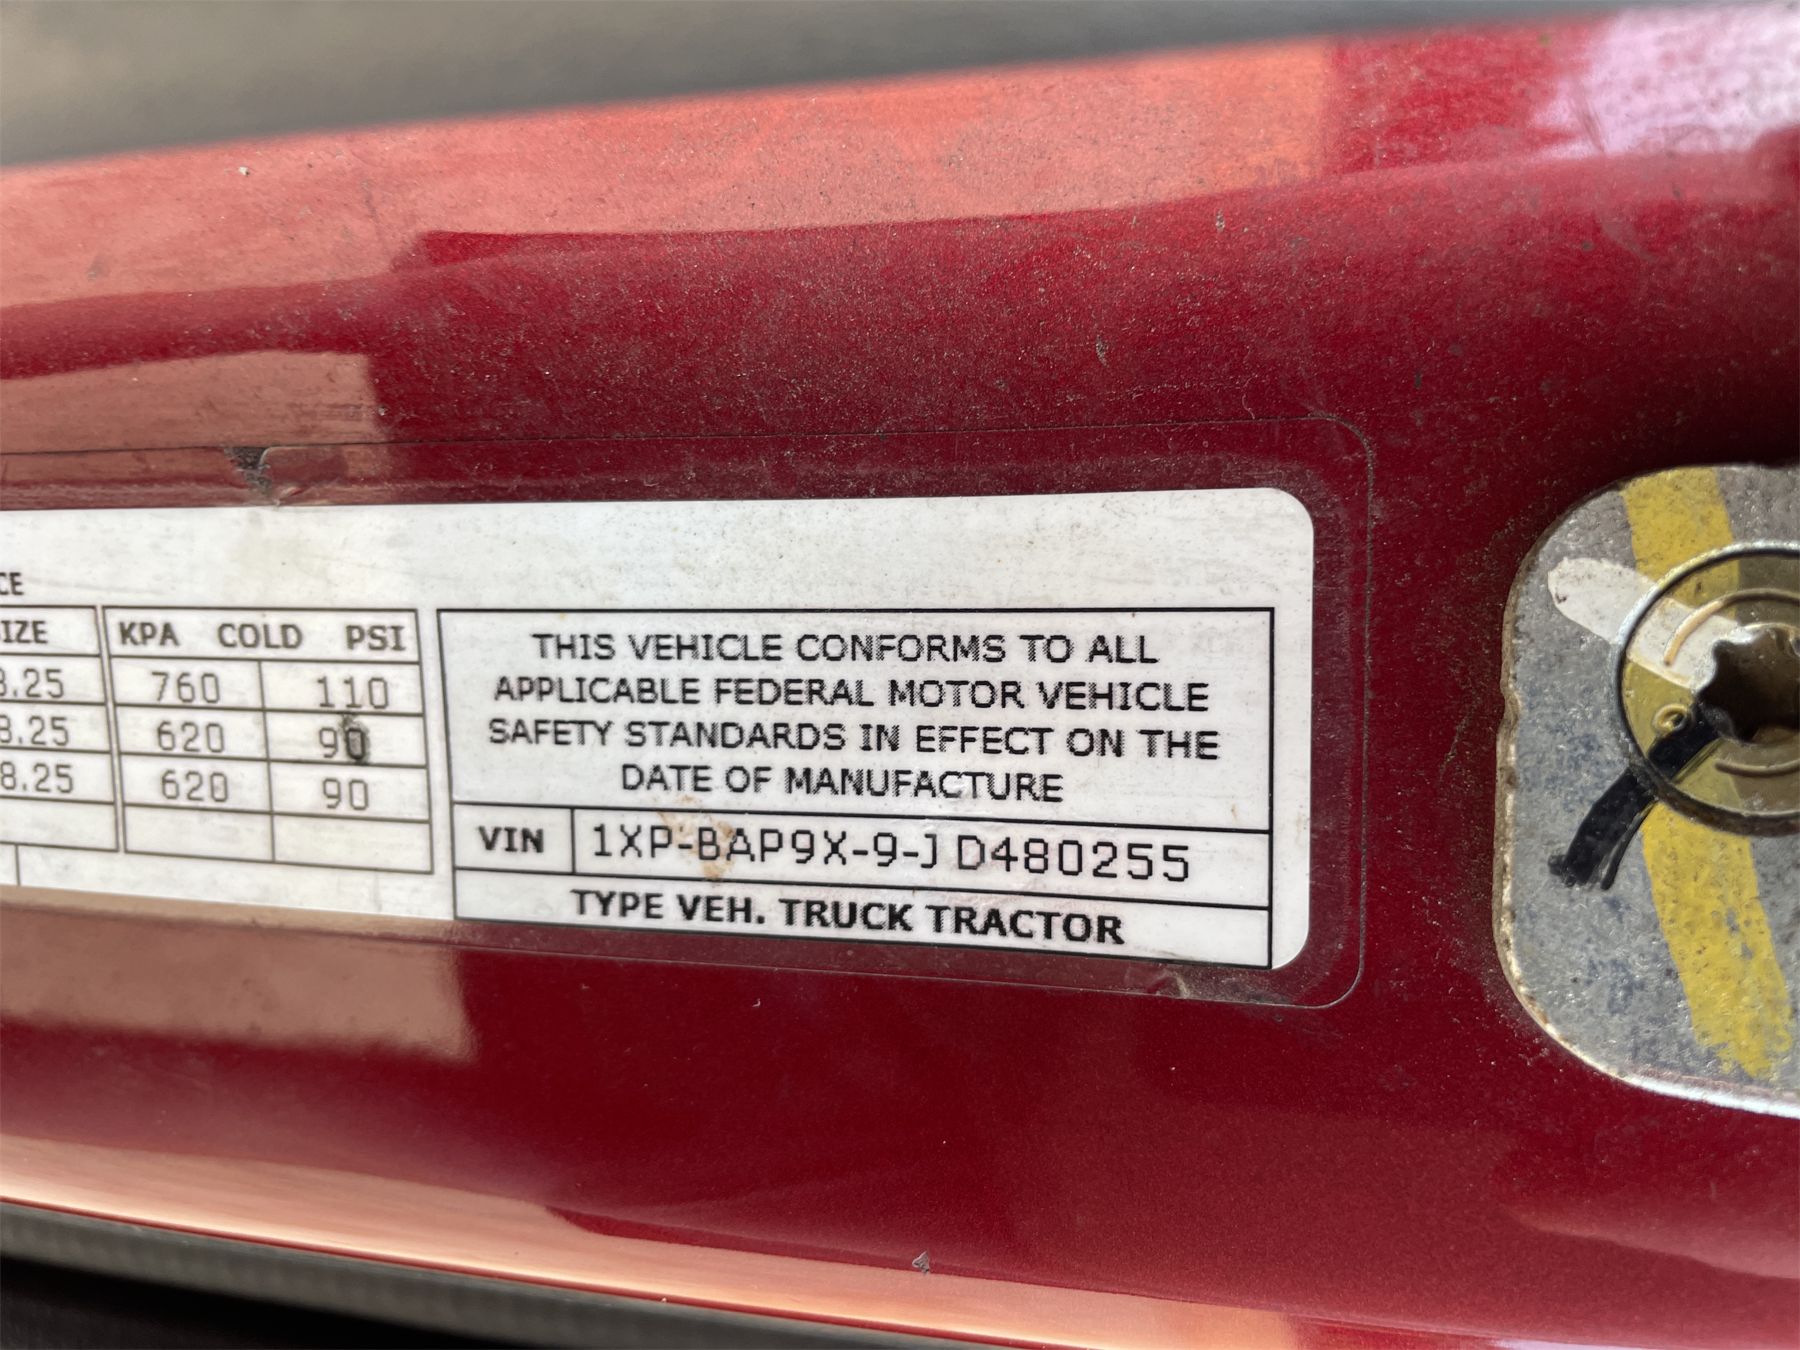 CE
SIZE
KPA COLD PSI
8.25 760 110
8.25 620 90
8.25 620 90
THIS VEHICLE CONFORMS TO ALL
APPLICABLE FEDERAL MOTOR VEHICLE
SAFETY STANDARDS IN EFFECT ON THE
DATE OF MANUFACTURE
VIN 1XP-BAP9X-9-JD480255
TYPE VEH. TRUCK TRACTOR